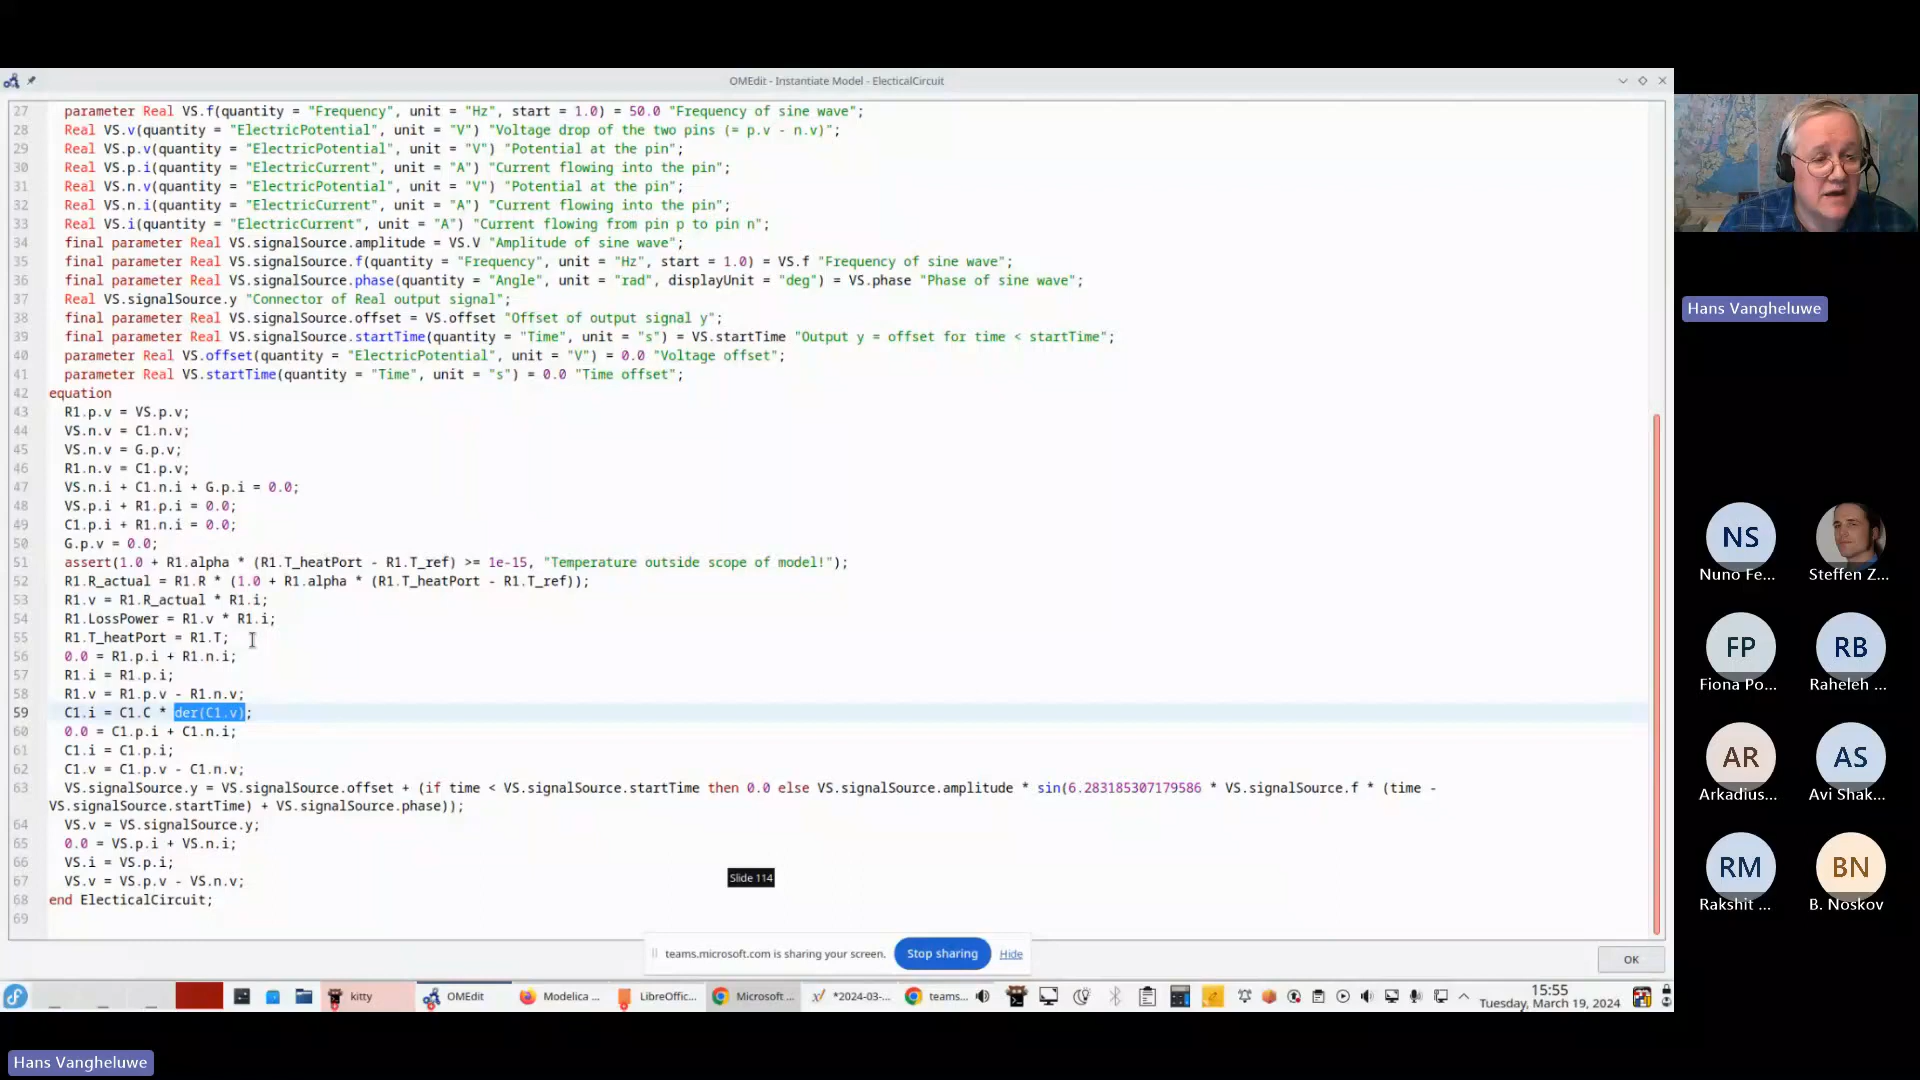 OMEdit - Instantiate Model - ElecticalCircuit
27 parameter Real VS.f(quantity = "Frequency", unit = "Hz", start = 1.0) = 50.0 "Frequency of sine wave";
28 Real VS.v(quantity = "ElectricPotential", unit = "V") "Voltage drop of the two pins (= p.v - n.v)";
29 Real VS.p.v(quantity = "ElectricPotential", unit = "V") "Potential at the pin";
30 Real VS.p.i(quantity = "ElectricCurrent", unit = "A") "Current flowing into the pin";
31 Real VS.n.v(quantity = "ElectricPotential", unit = "V") "Potential at the pin";
32 Real VS.n.i(quantity = "ElectricCurrent", unit = "A") "Current flowing into the pin";
33 Real VS.i(quantity = "ElectricCurrent", unit = "A") "Current flowing from pin p to pin n";
34 final parameter Real VS.signalSource.amplitude = VS.V "Amplitude of sine wave";
35 final parameter Real VS.signalSource.f(quantity = "Frequency", unit = "Hz", start = 1.0) = VS.f "Frequency of sine wave";
36 final parameter Real VS.signalSource.phase(quantity = "Angle", unit = "rad", displayUnit = "deg") = VS.phase "Phase of sine wave";
37 Real VS.signalSource.y "Connector of Real output signal";
38 final parameter Real VS.signalSource.offset = VS.offset "Offset of output signal y";
39 final parameter Real VS.signalSource.startTime(quantity = "Time", unit = "s") = VS.startTime "Output y = offset for time < startTime";
40 parameter Real VS.offset(quantity = "ElectricPotential", unit = "V") = 0.0 "Voltage offset";
41 parameter Real VS.startTime(quantity = "Time", unit = "s") = 0.0 "Time offset";
42 equation
43 R1.p.v = VS.p.v;
44 VS.n.v = C1.n.v;
45 VS.n.v = G.p.v;
46 R1.n.v = C1.p.v;
47 VS.n.i + C1.n.i + G.p.i = 0.0;
48 VS.p.i + R1.p.i = 0.0;
49 C1.p.i + R1.n.i = 0.0;
50 G.p.v = 0.0;
51 assert(1.0 + R1.alpha * (R1.T_heatPort - R1.T_ref) >= 1e-15, "Temperature outside scope of model!");
52 R1.R_actual = R1.R * (1.0 + R1.alpha * (R1.T_heatPort - R1.T_ref));
53 R1.v = R1.R_actual * R1.i;
54 R1.LossPower = R1.v * R1.i;
55 R1.T_heatPort = R1.T;
56 0.0 = R1.p.i + R1.n.i;
57 R1.i = R1.p.i;
58 R1.v = R1.p.v - R1.n.v;
59 C1.i = C1.C * der(C1.v);
60 0.0 = C1.p.i + C1.n.i;
61 C1.i = C1.p.i;
62 C1.v = C1.p.v - C1.n.v;
63 VS.signalSource.y = VS.signalSource.offset + (if time < VS.signalSource.startTime then 0.0 else VS.signalSource.amplitude * sin(6.283185307179586 * VS.signalSource.f * (time -
VS.signalSource.startTime) + VS.signalSource.phase));
64 VS.v = VS.signalSource.y;
65 0.0 = VS.p.i + VS.n.i;
66 VS.i = VS.p.i;
67 VS.v = VS.p.v - VS.n.v;
68 end ElecticalCircuit;
69
Slide 114
teams.microsoft.com is sharing your screen.
Stop sharing
Hide
OK
kitty
OMEdit
Modelica ...
LibreOffic...
Microsoft ...
*2024-03-...
teams...
15:55
Tuesday, March 19, 2024
Hans Vangheluwe
NS
Nuno Fe...
Steffen Z...
FP
Fiona Po...
RB
Raheleh ...
AR
Arkadius...
AS
Avi Shak...
RM
Rakshit ...
BN
B. Noskov
Hans Vangheluwe